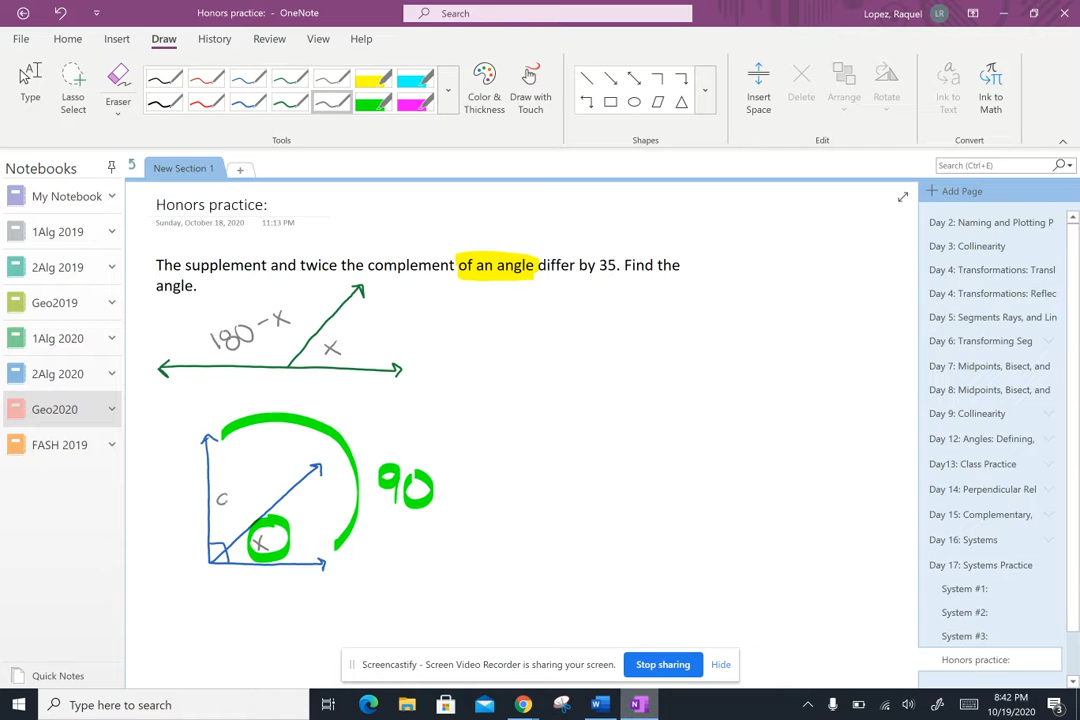 Honors practice: - OneNote
Search
Lopez, Raquel
LR
File
Home
Insert
Draw
History
Review
View
Help
Type
Lasso
Select
Eraser
Color &
Thickness
Draw with
Touch
Insert
Space
Delete
Arrange
Rotate
Ink to
Text
Ink to
Math
Tools
Shapes
Edit
Convert
Notebooks
5
New Section 1
+
Search (Ctrl+E)
My Notebook
1Alg 2019
2Alg 2019
Geo2019
1Alg 2020
2Alg 2020
Geo2020
FASH 2019
Quick Notes
Honors practice:
Sunday, October 18, 2020
11:13 PM
The supplement and twice the complement of an angle differ by 35. Find the
angle.
180-x
x
c
x
90
Add Page
Day 2: Naming and Plotting P
Day 3: Collinearity
Day 4: Transformations: Transl
Day 4: Transformations: Reflec
Day 5: Segments Rays, and Lin
Day 6: Transforming Seg
Day 7: Midpoints, Bisect, and
Day 8: Midpoints, Bisect, and
Day 9: Collinearity
Day 12: Angles: Defining,
Day13: Class Practice
Day 14: Perpendicular Rel
Day 15: Complementary,
Day 16: Systems
Day 17: Systems Practice
System #1:
System #2:
System #3:
Honors practice:
Screencastify - Screen Video Recorder is sharing your screen.
Stop sharing
Hide
Type here to search
8:42 PM
10/19/2020